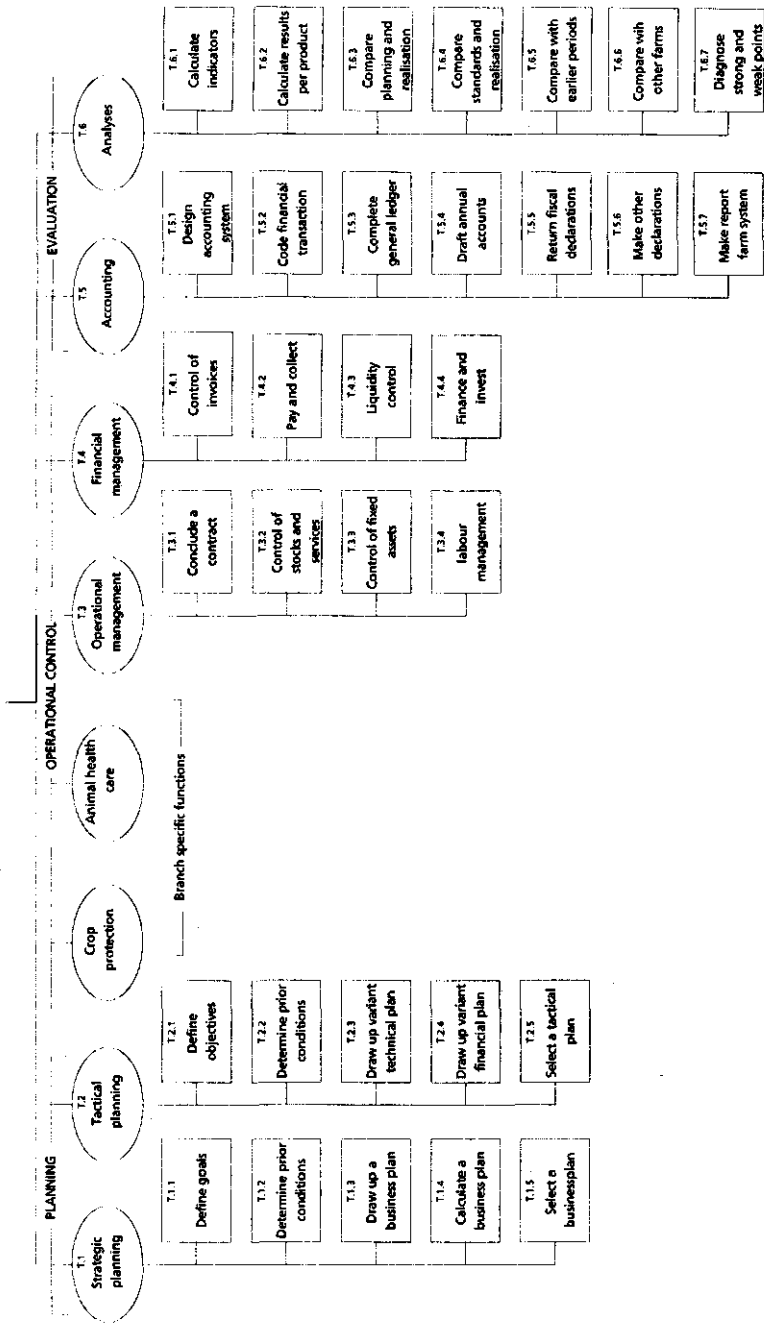 PLANNING
OPERATIONAL CONTROL
EVALUATION
T.1
Strategic
planning
T.2
Tactical
planning
Crop
protection
Animal health
care
T.3
Operational
management
T.4
Financial
management
T.5
Accounting
T.6
Analyses
Branch specific functions
T.1.1
Define goals
T.1.2
Determine prior
conditions
T.1.3
Draw up a
business plan
T.1.4
Calculate a
business plan
T.1.5
Select a
businessplan
T.2.1
Define
objectives
T.2.2
Determine prior
conditions
T.2.3
Draw up variant
technical plan
T.2.4
Draw up variant
financial plan
T.2.5
Select a tactical
plan
T.3.1
Conclude a
contract
T.3.2
Control of
stocks and
services
T.3.3
Control of fixed
assets
T.3.4
labour
management
T.4.1
Control of
invoices
T.4.2
Pay and collect
T.4.3
Liquidity
control
T.4.4
Finance and
invest
T.5.1
Design
accounting
system
T.5.2
Code financial
transaction
T.5.3
Complete
general ledger
T.5.4
Draft annual
accounts
T.5.5
Return fiscal
declarations
T.5.6
Make other
declarations
T.5.7
Make report
farm system
T.6.1
Calculate
indicators
T.6.2
Calculate results
per product
T.6.3
Compare
planning and
realisation
T.6.4
Compare
standards and
realisation
T.6.5
Compare with
earlier periods
T.6.6
Compare wih
other farms
T.6.7
Diagnose
strong and
weak points